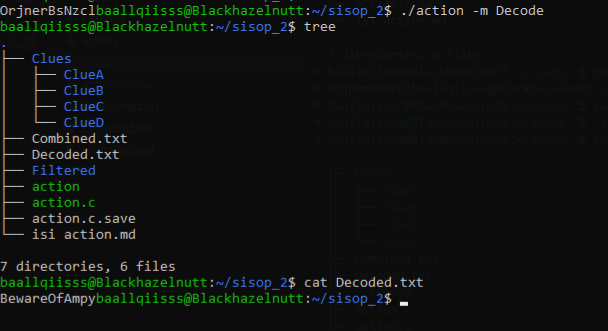 OrjnerBsNzclbaallqiisss@Blackhazelnutt:~/sisop_2$ ./action -m Decode
baallqiisss@Blackhazelnutt:~/sisop_2$ tree
.
├── Clues
│   ├── ClueA
│   ├── ClueB
│   ├── ClueC
│   └── ClueD
├── Combined.txt
├── Decoded.txt
├── Filtered
├── action
├── action.c
├── action.c.save
└── isi action.md
7 directories, 6 files
baallqiisss@Blackhazelnutt:~/sisop_2$ cat Decoded.txt
BewareOfAmpybaallqiisss@Blackhazelnutt:~/sisop_2$